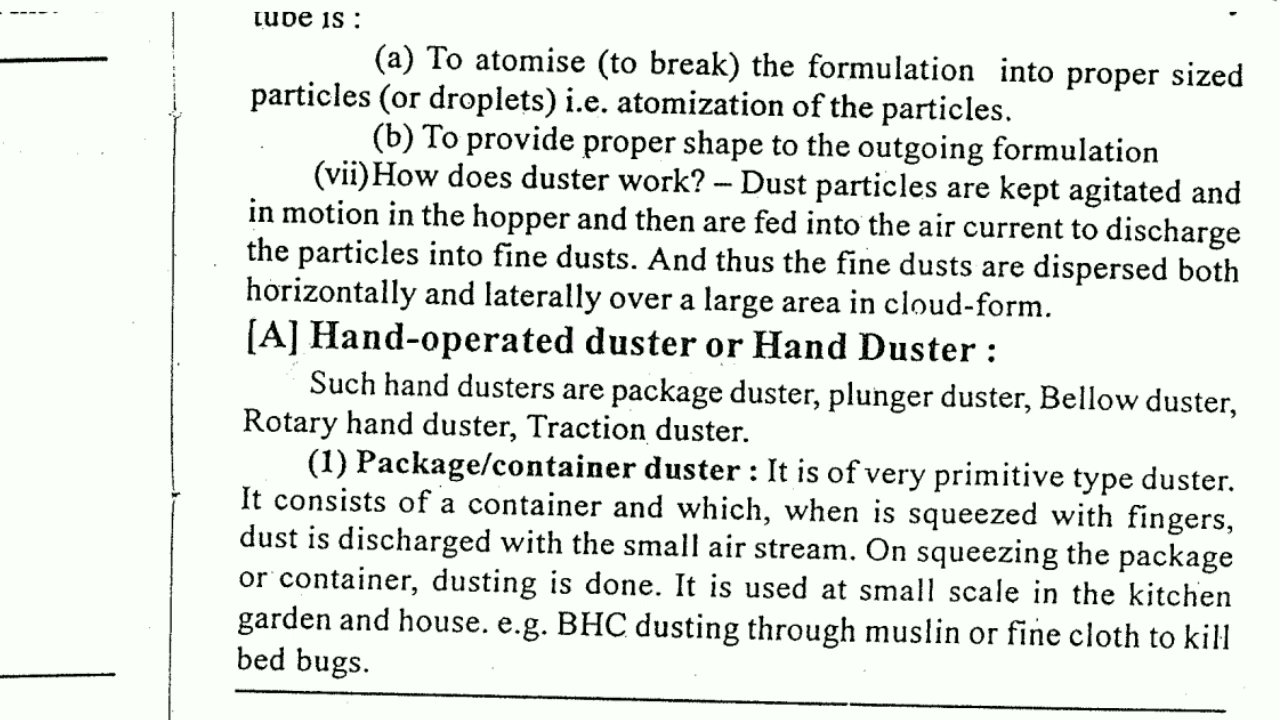 tube is :
(a) To atomise (to break) the formulation into proper sized
particles (or droplets) i.e. atomization of the particles.
(b) To provide proper shape to the outgoing formulation
(vii)How does duster work? – Dust particles are kept agitated and
in motion in the hopper and then are fed into the air current to discharge
the particles into fine dusts. And thus the fine dusts are dispersed both
horizontally and laterally over a large area in cloud-form.
[A] Hand-operated duster or Hand Duster :
Such hand dusters are package duster, plunger duster, Bellow duster,
Rotary hand duster, Traction duster.
(1) Package/container duster : It is of very primitive type duster.
It consists of a container and which, when is squeezed with fingers,
dust is discharged with the small air stream. On squeezing the package
or container, dusting is done. It is used at small scale in the kitchen
garden and house. e.g. BHC dusting through muslin or fine cloth to kill
bed bugs.